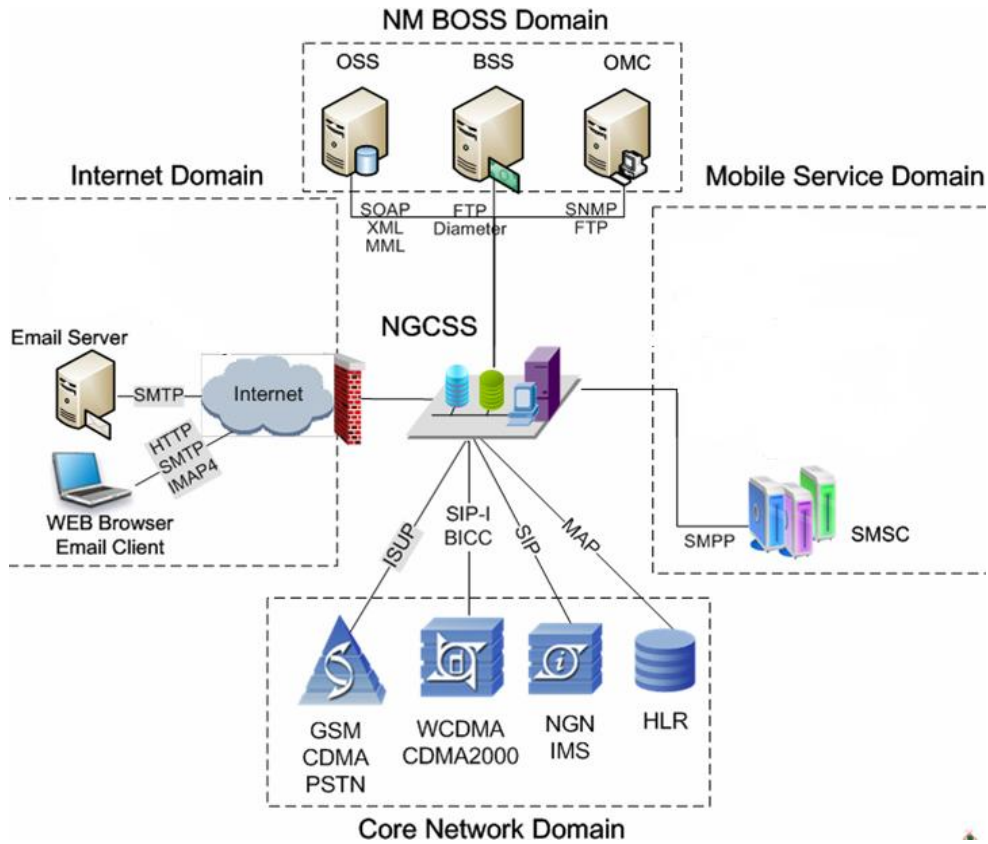 NM BOSS Domain
OSS
BSS
OMC
Internet Domain
Mobile Service Domain
SOAP
XML
MML
FTP
Diameter
SNMP
FTP
NGCSS
Email Server
SMTP
Internet
HTTP
SMTP
IMAP4
WEB Browser
Email Client
SMPP
SMSC
ISUP
SIP-I
BICC
SIP
MAP
GSM
CDMA
PSTN
WCDMA
CDMA2000
NGN
IMS
HLR
Core Network Domain